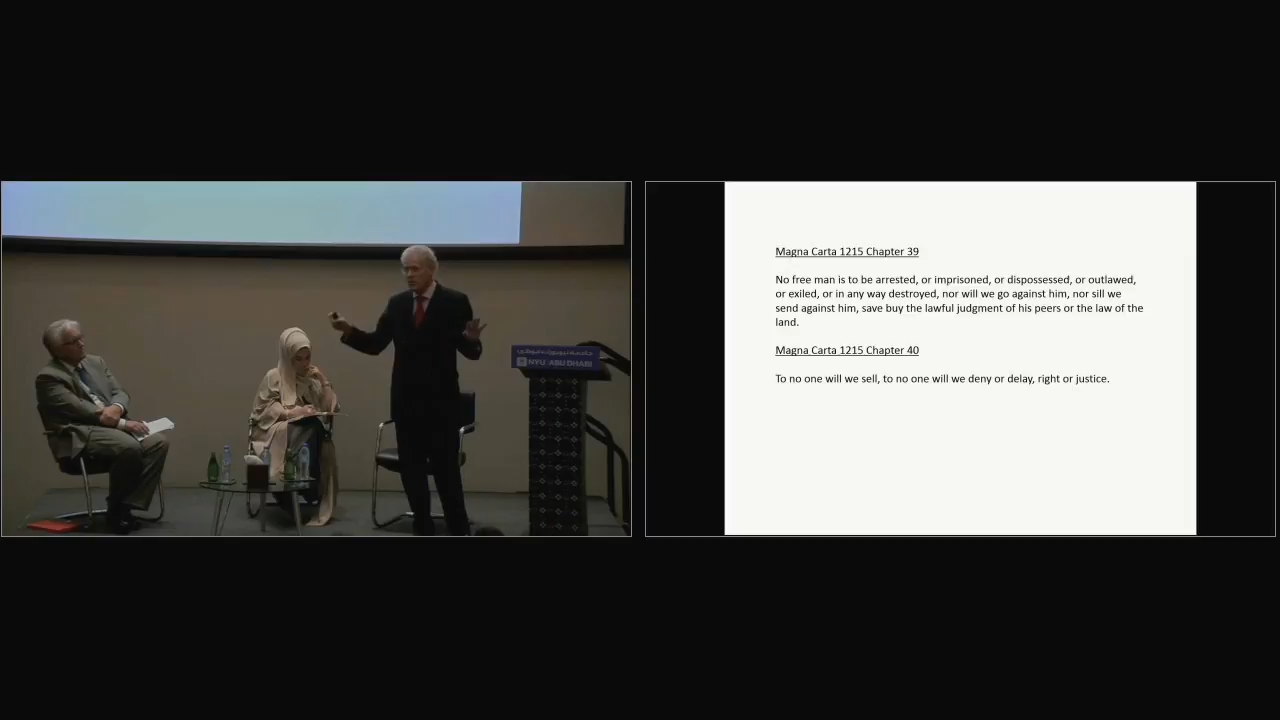 جامعة نيويورك أبوظبي
NYU ABU DHABI
Magna Carta 1215 Chapter 39
No free man is to be arrested, or imprisoned, or dispossessed, or outlawed,
or exiled, or in any way destroyed, nor will we go against him, nor sill we
send against him, save buy the lawful judgment of his peers or the law of the
land.
Magna Carta 1215 Chapter 40
To no one will we sell, to no one will we deny or delay, right or justice.